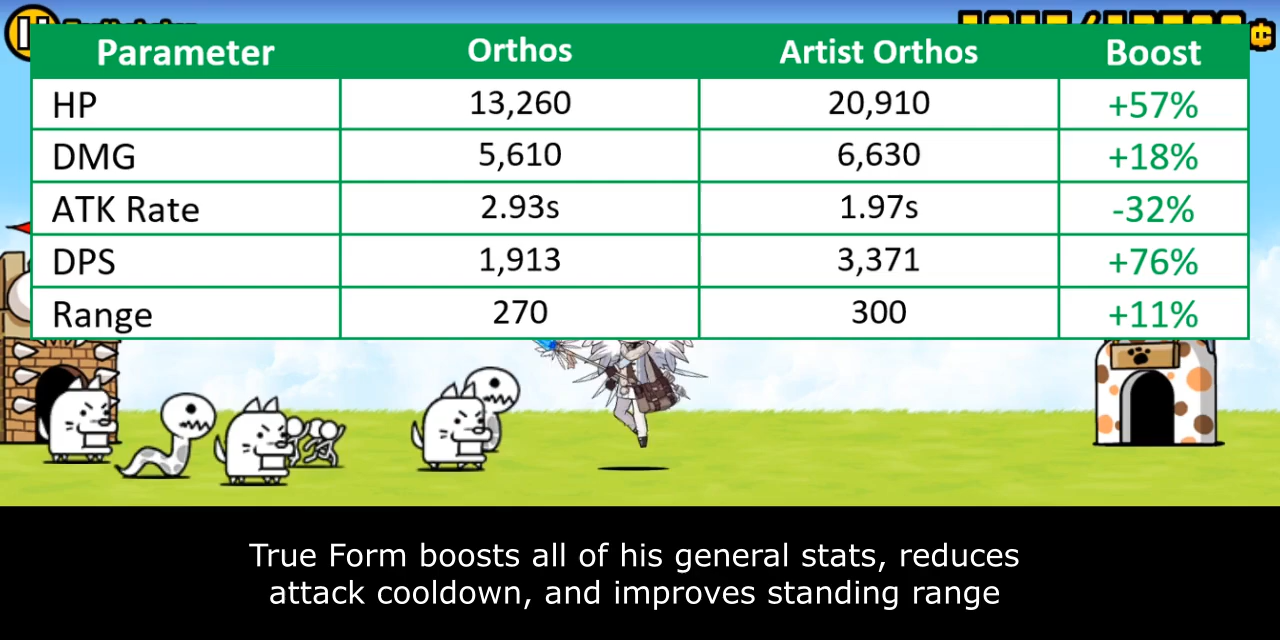 Parameter Orthos Artist Orthos Boost
HP 13,260 20,910 +57%
DMG 5,610 6,630 +18%
ATK Rate 2.93s 1.97s -32%
DPS 1,913 3,371 +76%
Range 270 300 +11%
True Form boosts all of his general stats, reduces
attack cooldown, and improves standing range